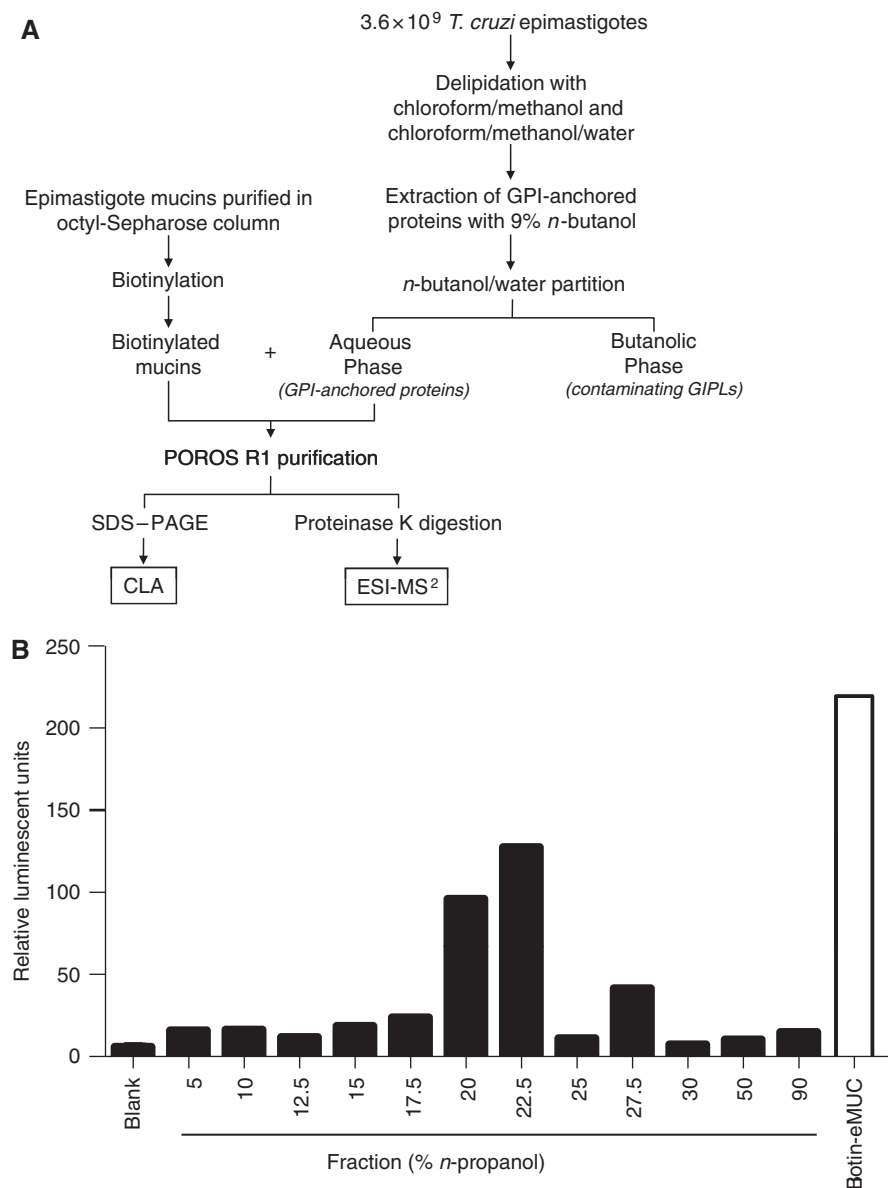 A
3.6×10⁹ T. cruzi epimastigotes
Delipidation with
chloroform/methanol and
chloroform/methanol/water
Epimastigote mucins purified in
octyl-Sepharose column
Extraction of GPI-anchored
proteins with 9% n-butanol
Biotinylation
n-butanol/water partition
Biotinylated
mucins
+
Aqueous
Phase
(GPI-anchored proteins)
Butanolic
Phase
(contaminating GIPLs)
POROS R1 purification
SDS–PAGE
Proteinase K digestion
CLA
ESI-MS²
B
Relative luminescent units
250
200
150
100
50
0
Blank
5
10
12.5
15
17.5
20
22.5
25
27.5
30
50
90
Botin-eMUC
Fraction (% n-propanol)